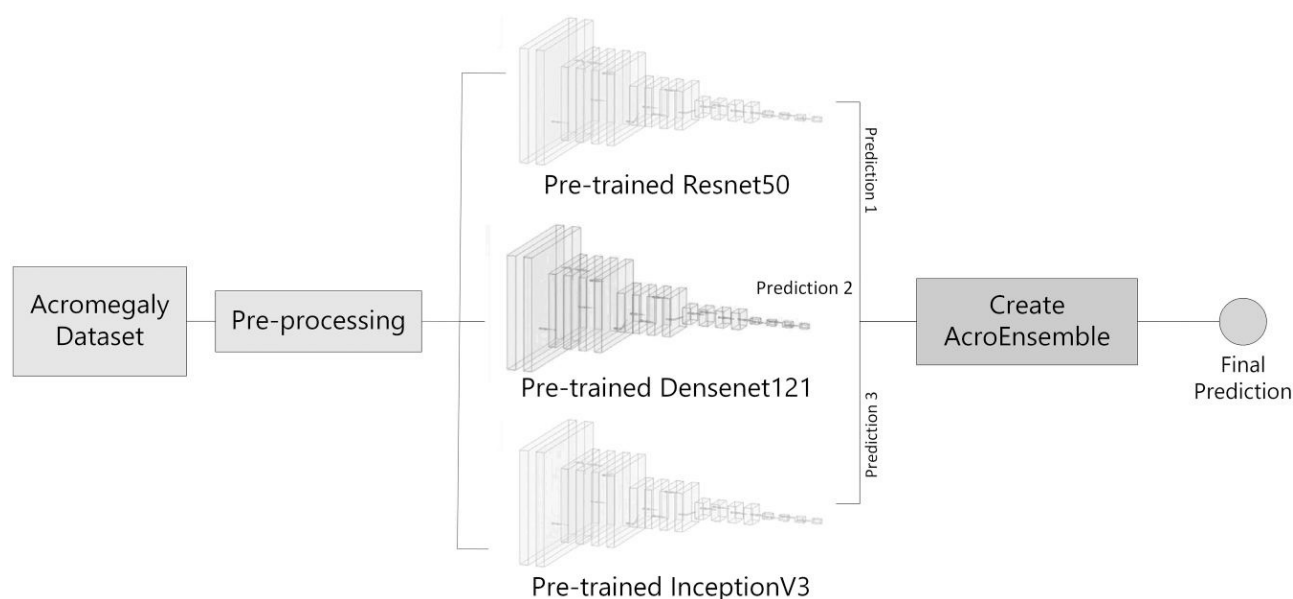 Acromegaly
Dataset
Pre-processing
Pre-trained Resnet50
Pre-trained Densenet121
Pre-trained InceptionV3
Prediction 1
Prediction 2
Prediction 3
Create
AcroEnsemble
Final
Prediction